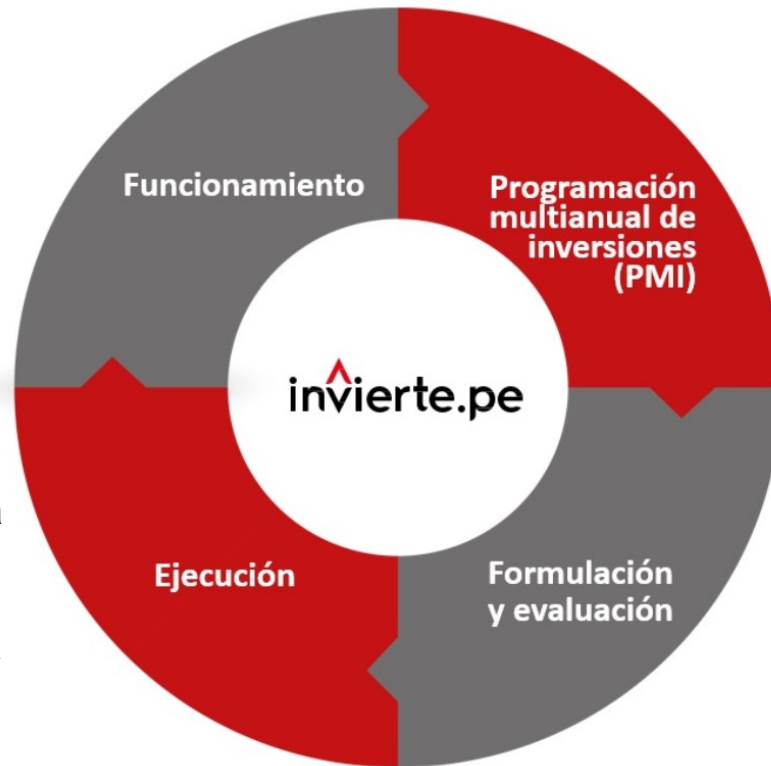 Funcionamiento
Programación
multianual de
inversiones
(PMI)
invierte.pe
Ejecución
Formulación
y evaluación